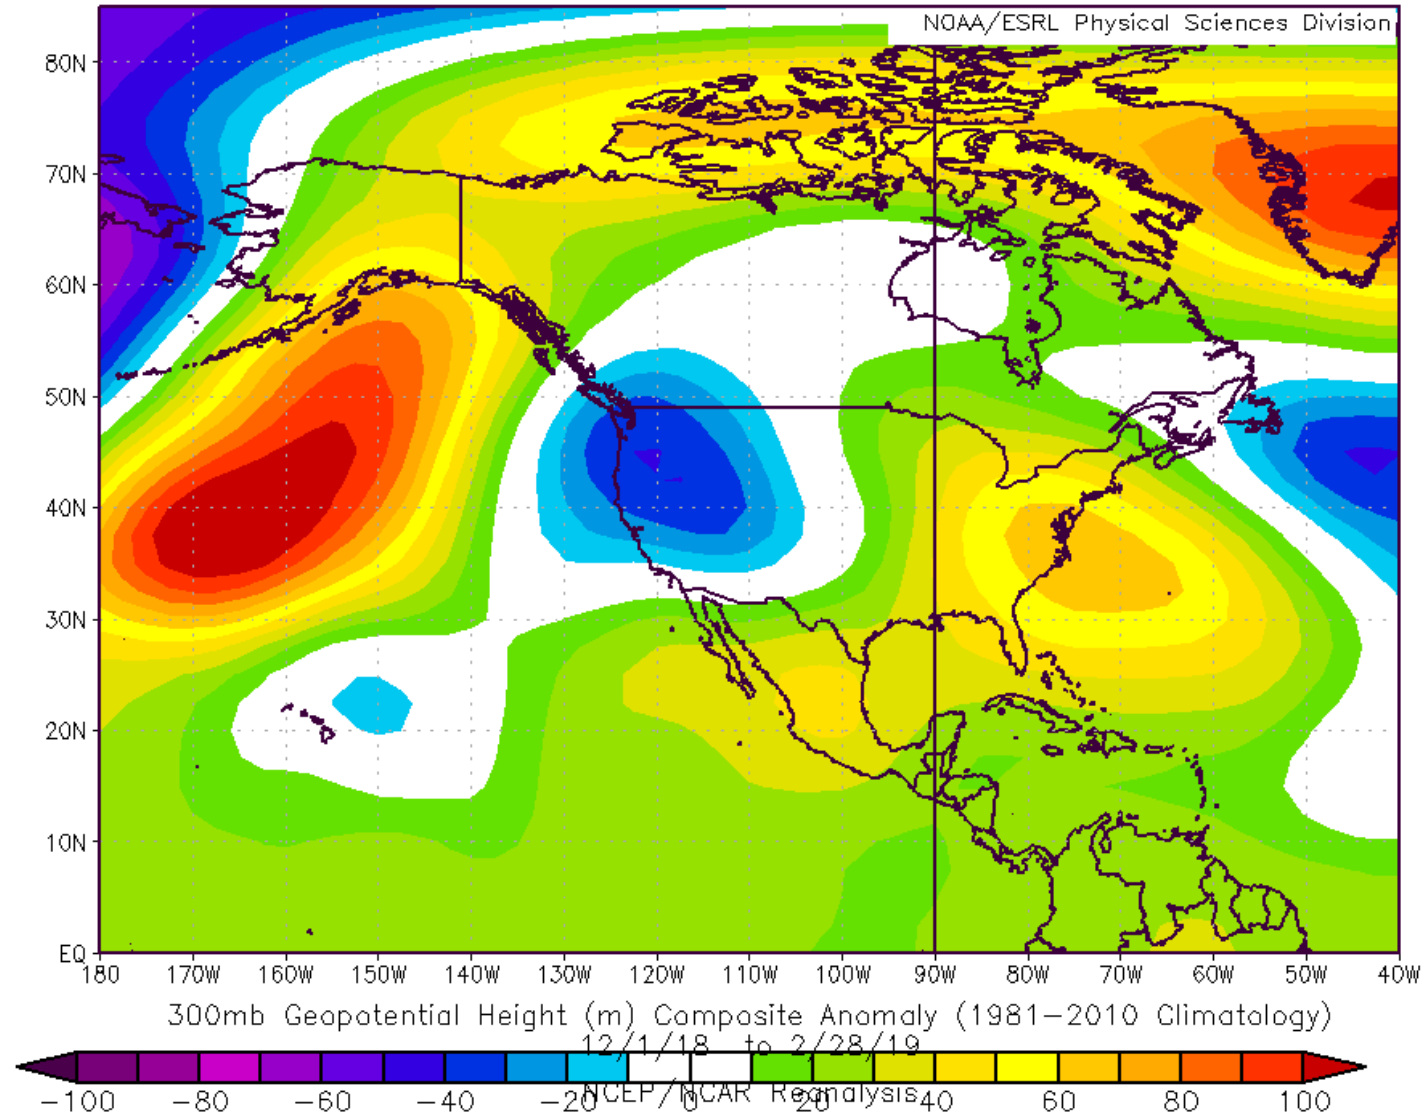 NOAA/ESRL Physical Sciences Division
80N
70N
60N
50N
40N
30N
20N
10N
EQ
180 170W 160W 150W 140W 130W 120W 110W 100W 90W 80W 70W 60W 50W 40W
300mb Geopotential Height (m) Composite Anomaly (1981-2010 Climatology)
12/1/18 to 2/28/19
NCEP/NCAR Reanalysis
-100 -80 -60 -40 -20 0 20 40 60 80 100